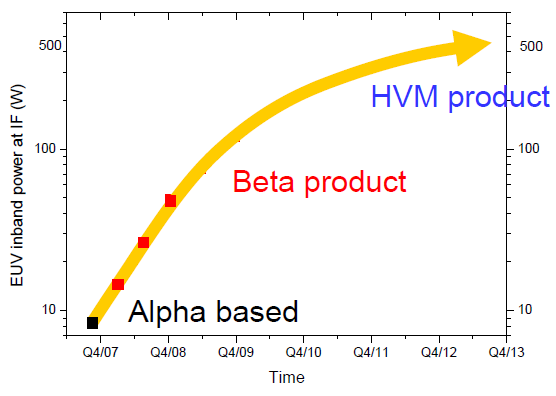 500
500
HVM product
100
100
EUV inband power at IF (W)
Beta product
10
10
Alpha based
Q4/07 Q4/08 Q4/09 Q4/10 Q4/11 Q4/12 Q4/13
Time